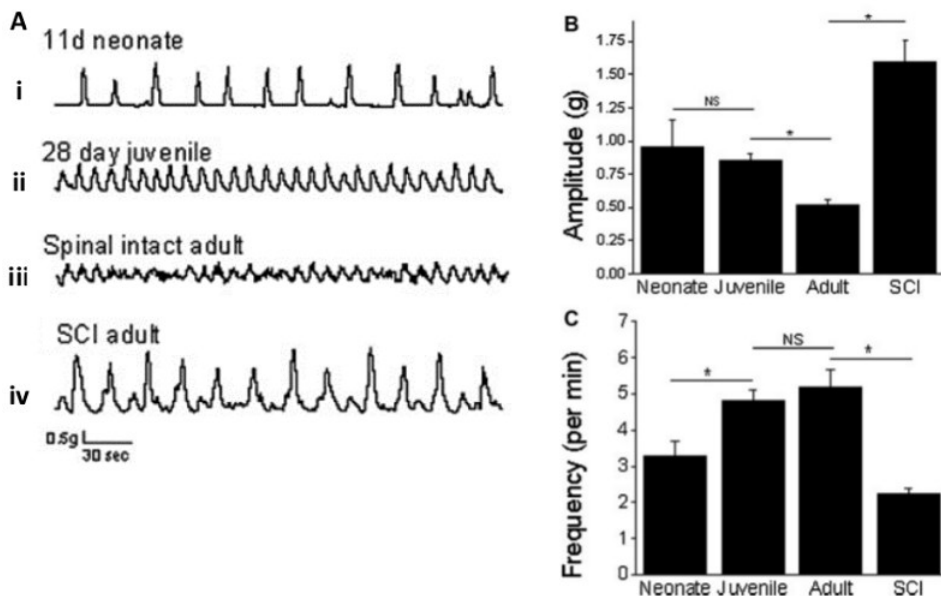 A
11d neonate
i
28 day juvenile
ii
Spinal intact adult
iii
SCI adult
iv
0.5g
30 sec
B
Amplitude (g)
1.75
1.50
1.25
1.00
0.75
0.50
0.25
0.00
NS
*
*
Neonate Juvenile Adult SCI
C
Frequency (per min)
7
6
5
4
3
2
1
0
*
NS
*
Neonate Juvenile Adult SCI